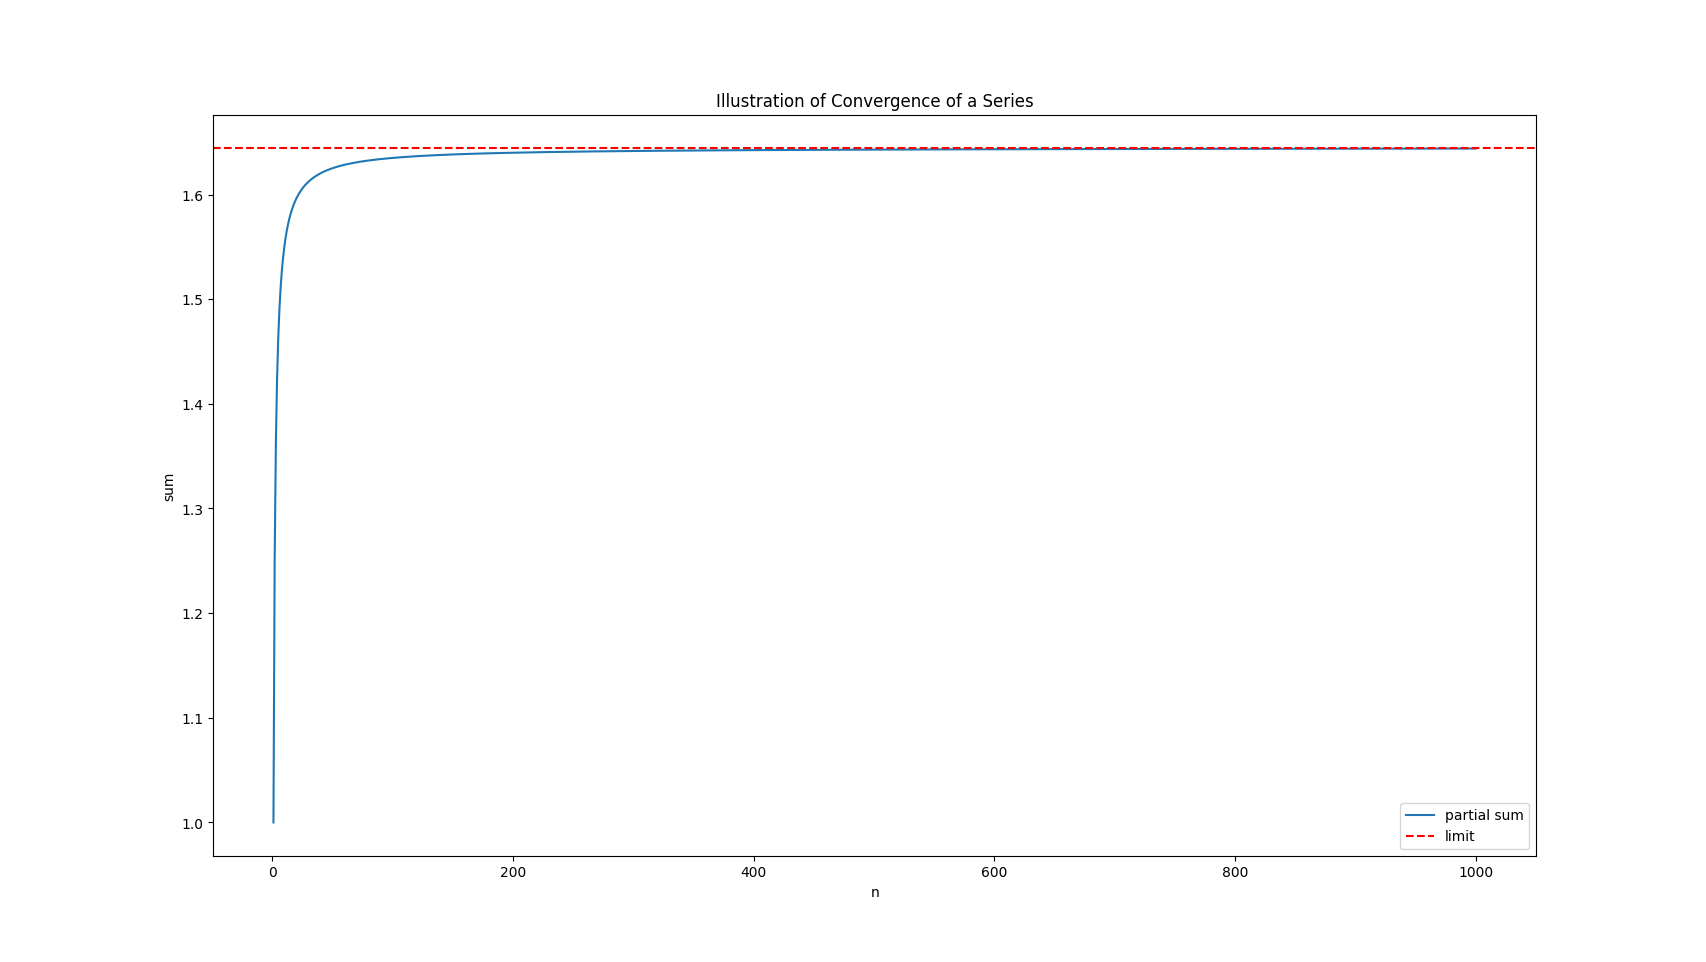 Illustration of Convergence of a Series
sum
1.6
1.5
1.4
1.3
1.2
1.1
1.0
partial sum
limit
0 200 400 600 800 1000
n